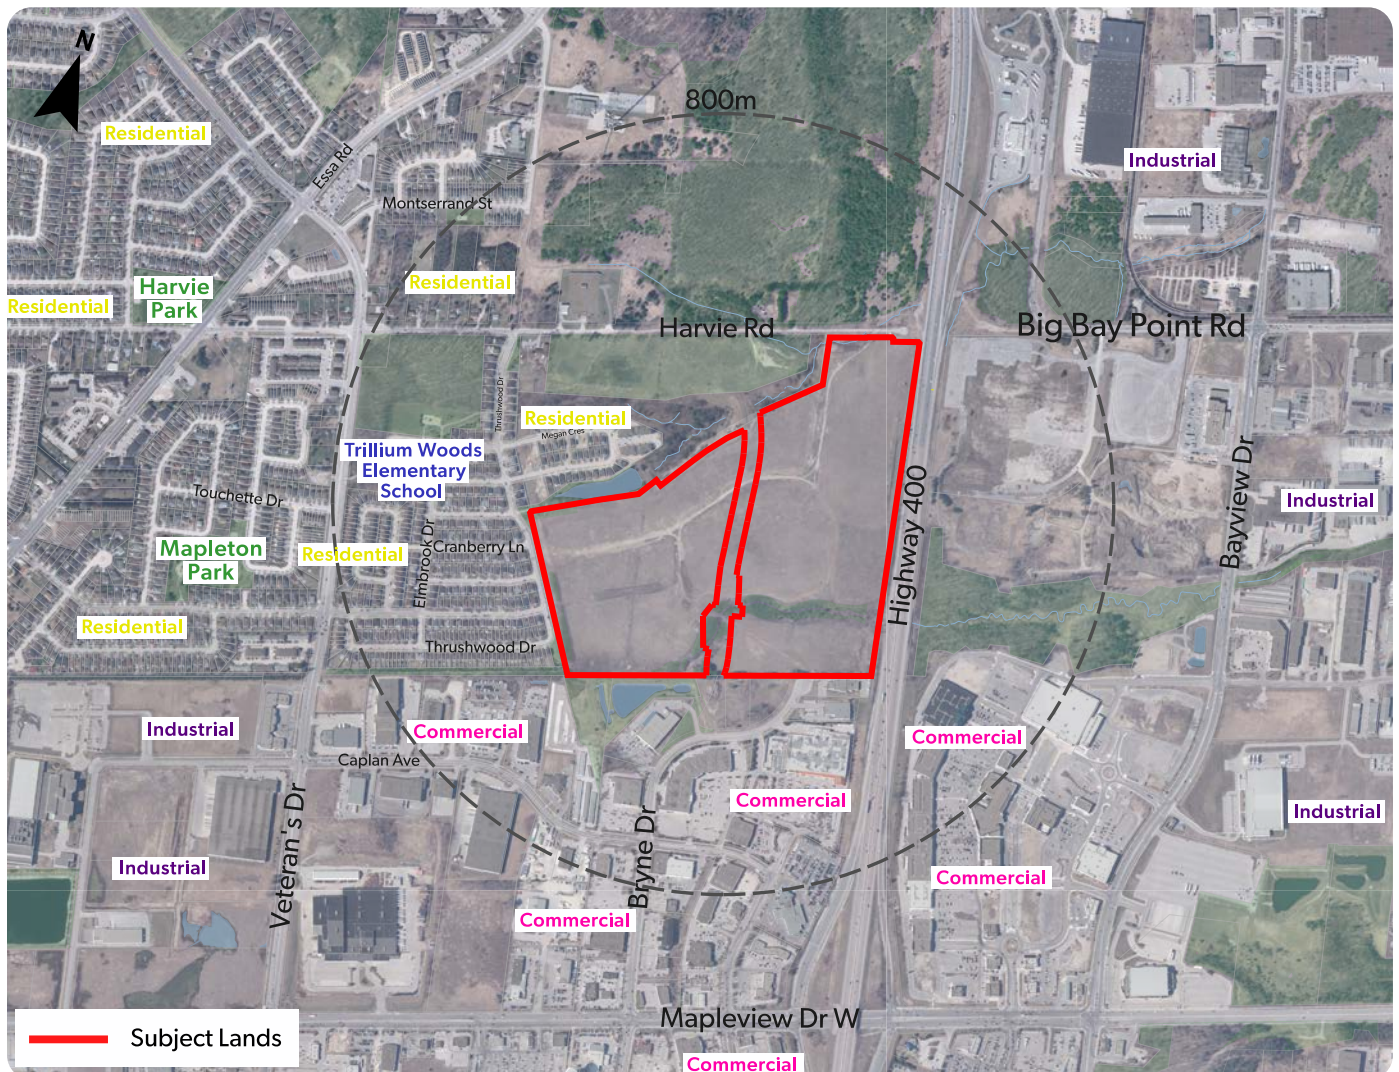 N
800m
Residential
Essa Rd
Industrial
Montserrand St
Residential
Harvie
Park
Residential
Harvie Rd
Big Bay Point Rd
Thrushwood Dr
Residential
Megan Cres
Trillium Woods
Elementary
School
Touchette Dr
Highway 400
Bayview Dr
Industrial
Mapleton
Park
Residential
Elmbrook Dr
Cranberry Ln
Residential
Thrushwood Dr
Industrial
Commercial
Commercial
Caplan Ave
Commercial
Industrial
Veteran's Dr
Bryne Dr
Industrial
Commercial
Commercial
Mapleview Dr W
Subject Lands
Commercial